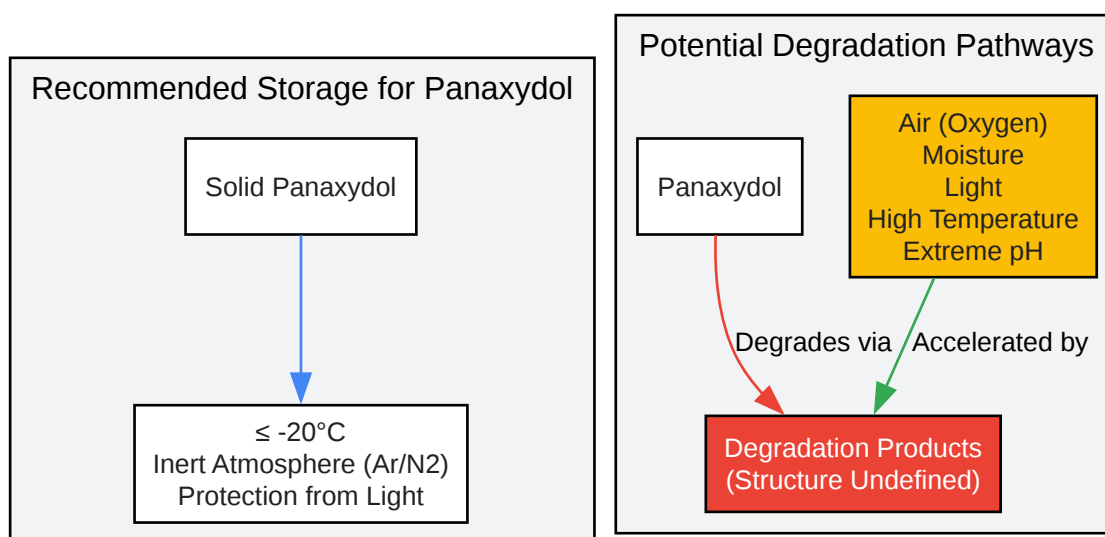 Recommended Storage for Panaxydol
Solid Panaxydol
≤ -20°C
Inert Atmosphere (Ar/N2)
Protection from Light
Potential Degradation Pathways
Panaxydol
Air (Oxygen)
Moisture
Light
High Temperature
Extreme pH
Degrades via
Accelerated by
Degradation Products
(Structure Undefined)